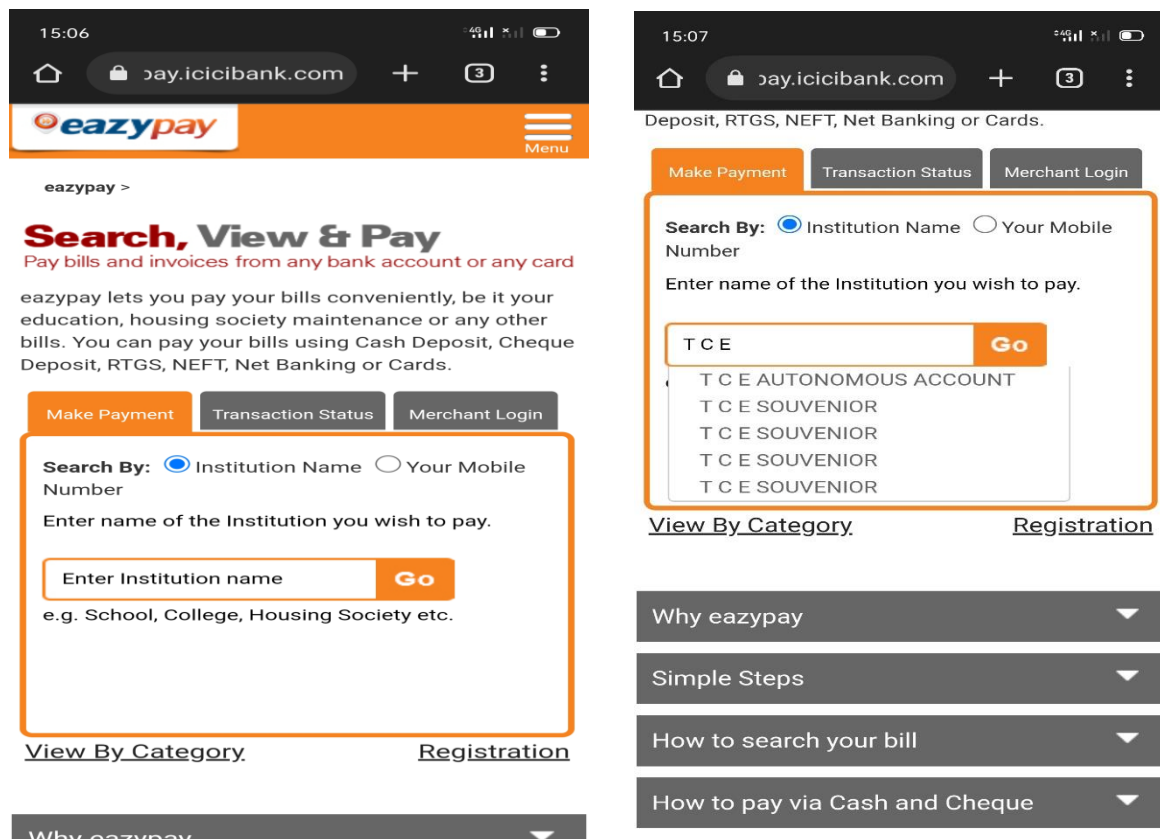 15:06
4G
pay.icicibank.com
3
eazypay
Menu
eazypay >
Search, View & Pay
Pay bills and invoices from any bank account or any card
eazypay lets you pay your bills conveniently, be it your
education, housing society maintenance or any other
bills. You can pay your bills using Cash Deposit, Cheque
Deposit, RTGS, NEFT, Net Banking or Cards.
Make Payment Transaction Status Merchant Login
Search By: Institution Name Your Mobile
Number
Enter name of the Institution you wish to pay.
Enter Institution name Go
e.g. School, College, Housing Society etc.
View By Category Registration
Why eazypay
15:07
4G
pay.icicibank.com
3
Deposit, RTGS, NEFT, Net Banking or Cards.
Make Payment Transaction Status Merchant Login
Search By: Institution Name Your Mobile
Number
Enter name of the Institution you wish to pay.
T C E Go
T C E AUTONOMOUS ACCOUNT
T C E SOUVENIOR
T C E SOUVENIOR
T C E SOUVENIOR
T C E SOUVENIOR
View By Category Registration
Why eazypay
Simple Steps
How to search your bill
How to pay via Cash and Cheque